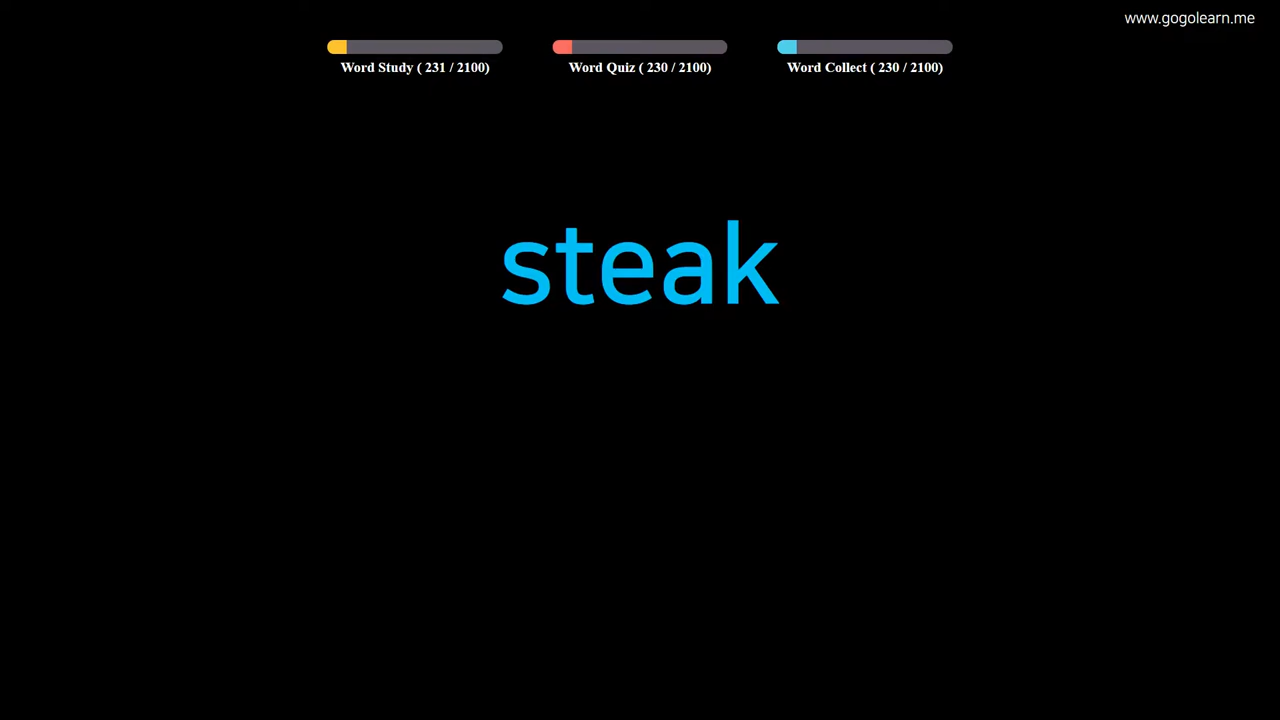 www.gogolearn.me
Word Study ( 231 / 2100)
Word Quiz ( 230 / 2100)
Word Collect ( 230 / 2100)
steak